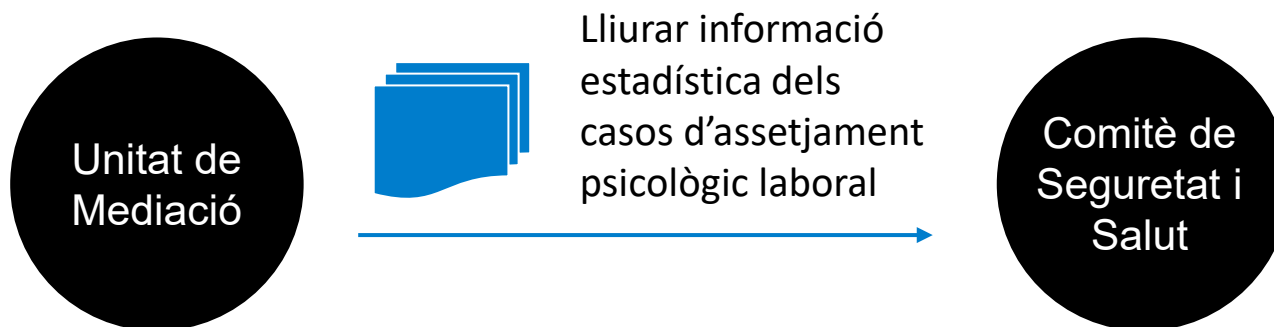 Unitat de
Mediació
Lliurar informació
estadística dels
casos d’assetjament
psicològic laboral
Comitè de
Seguretat i
Salut